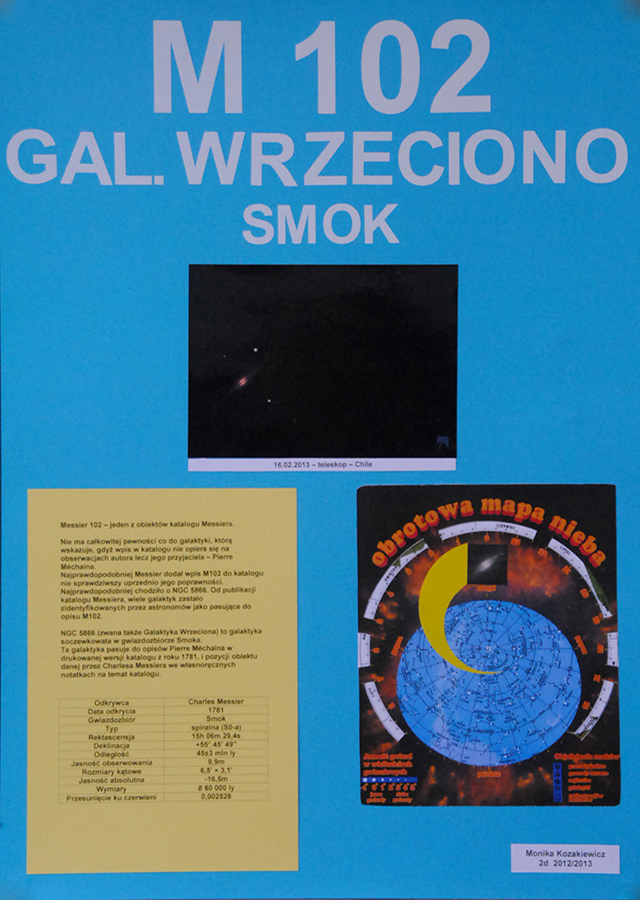 M 102
GAL. WRZECIONO
SMOK
16.02.2013 – teleskop – Chile
Messier 102 – jeden z obiektów katalogu Messiera.
Nie ma całkowitej pewności co do galaktyki, którą
wskazuje, gdyż wpis w katalogu nie opiera się na
obserwacjach autora lecz jego przyjaciela – Pierre
Méchaina.
Najprawdopodobniej Messier dodał wpis M102 do katalogu
nie sprawdziwszy uprzednio jego poprawności.
Najprawdopodobniej chodziło o NGC 5866. Od publikacji
katalogu Messiera, wiele galaktyk zastało
zidentyfikowanych przez astronomów jako pasujące do
opisu M102.
NGC 5866 (zwana także Galaktyka Wrzeciona) to galaktyka
soczewkowata w gwiazdozbiorze Smoka.
Ta galaktyka pasuje do opisów Pierre Méchaina w
drukowanej wersji katalogu z roku 1781, i pozycji obiektu
danej przez Charlesa Messiera we własnoręcznych
notatkach na temat katalogu.
Odkrywca Charles Messier
Data odkrycia 1781
Gwiazdozbiór Smok
Typ spiralna (S0-a)
Rektascensja 15h 06m 29,4s
Deklinacja +55° 45' 49"
Odległość 45±3 mln ly
Jasność obserwowania 9,9m
Rozmiary kątowe 6,5' × 3,1'
Jasność absolutna -16,5m
Wymiary ø 60 000 ly
Przesunięcie ku czerwieni 0,002528
obrotowa mapa nieba
CZERWIEC
Monika Kozakiewicz
2d 2012/2013